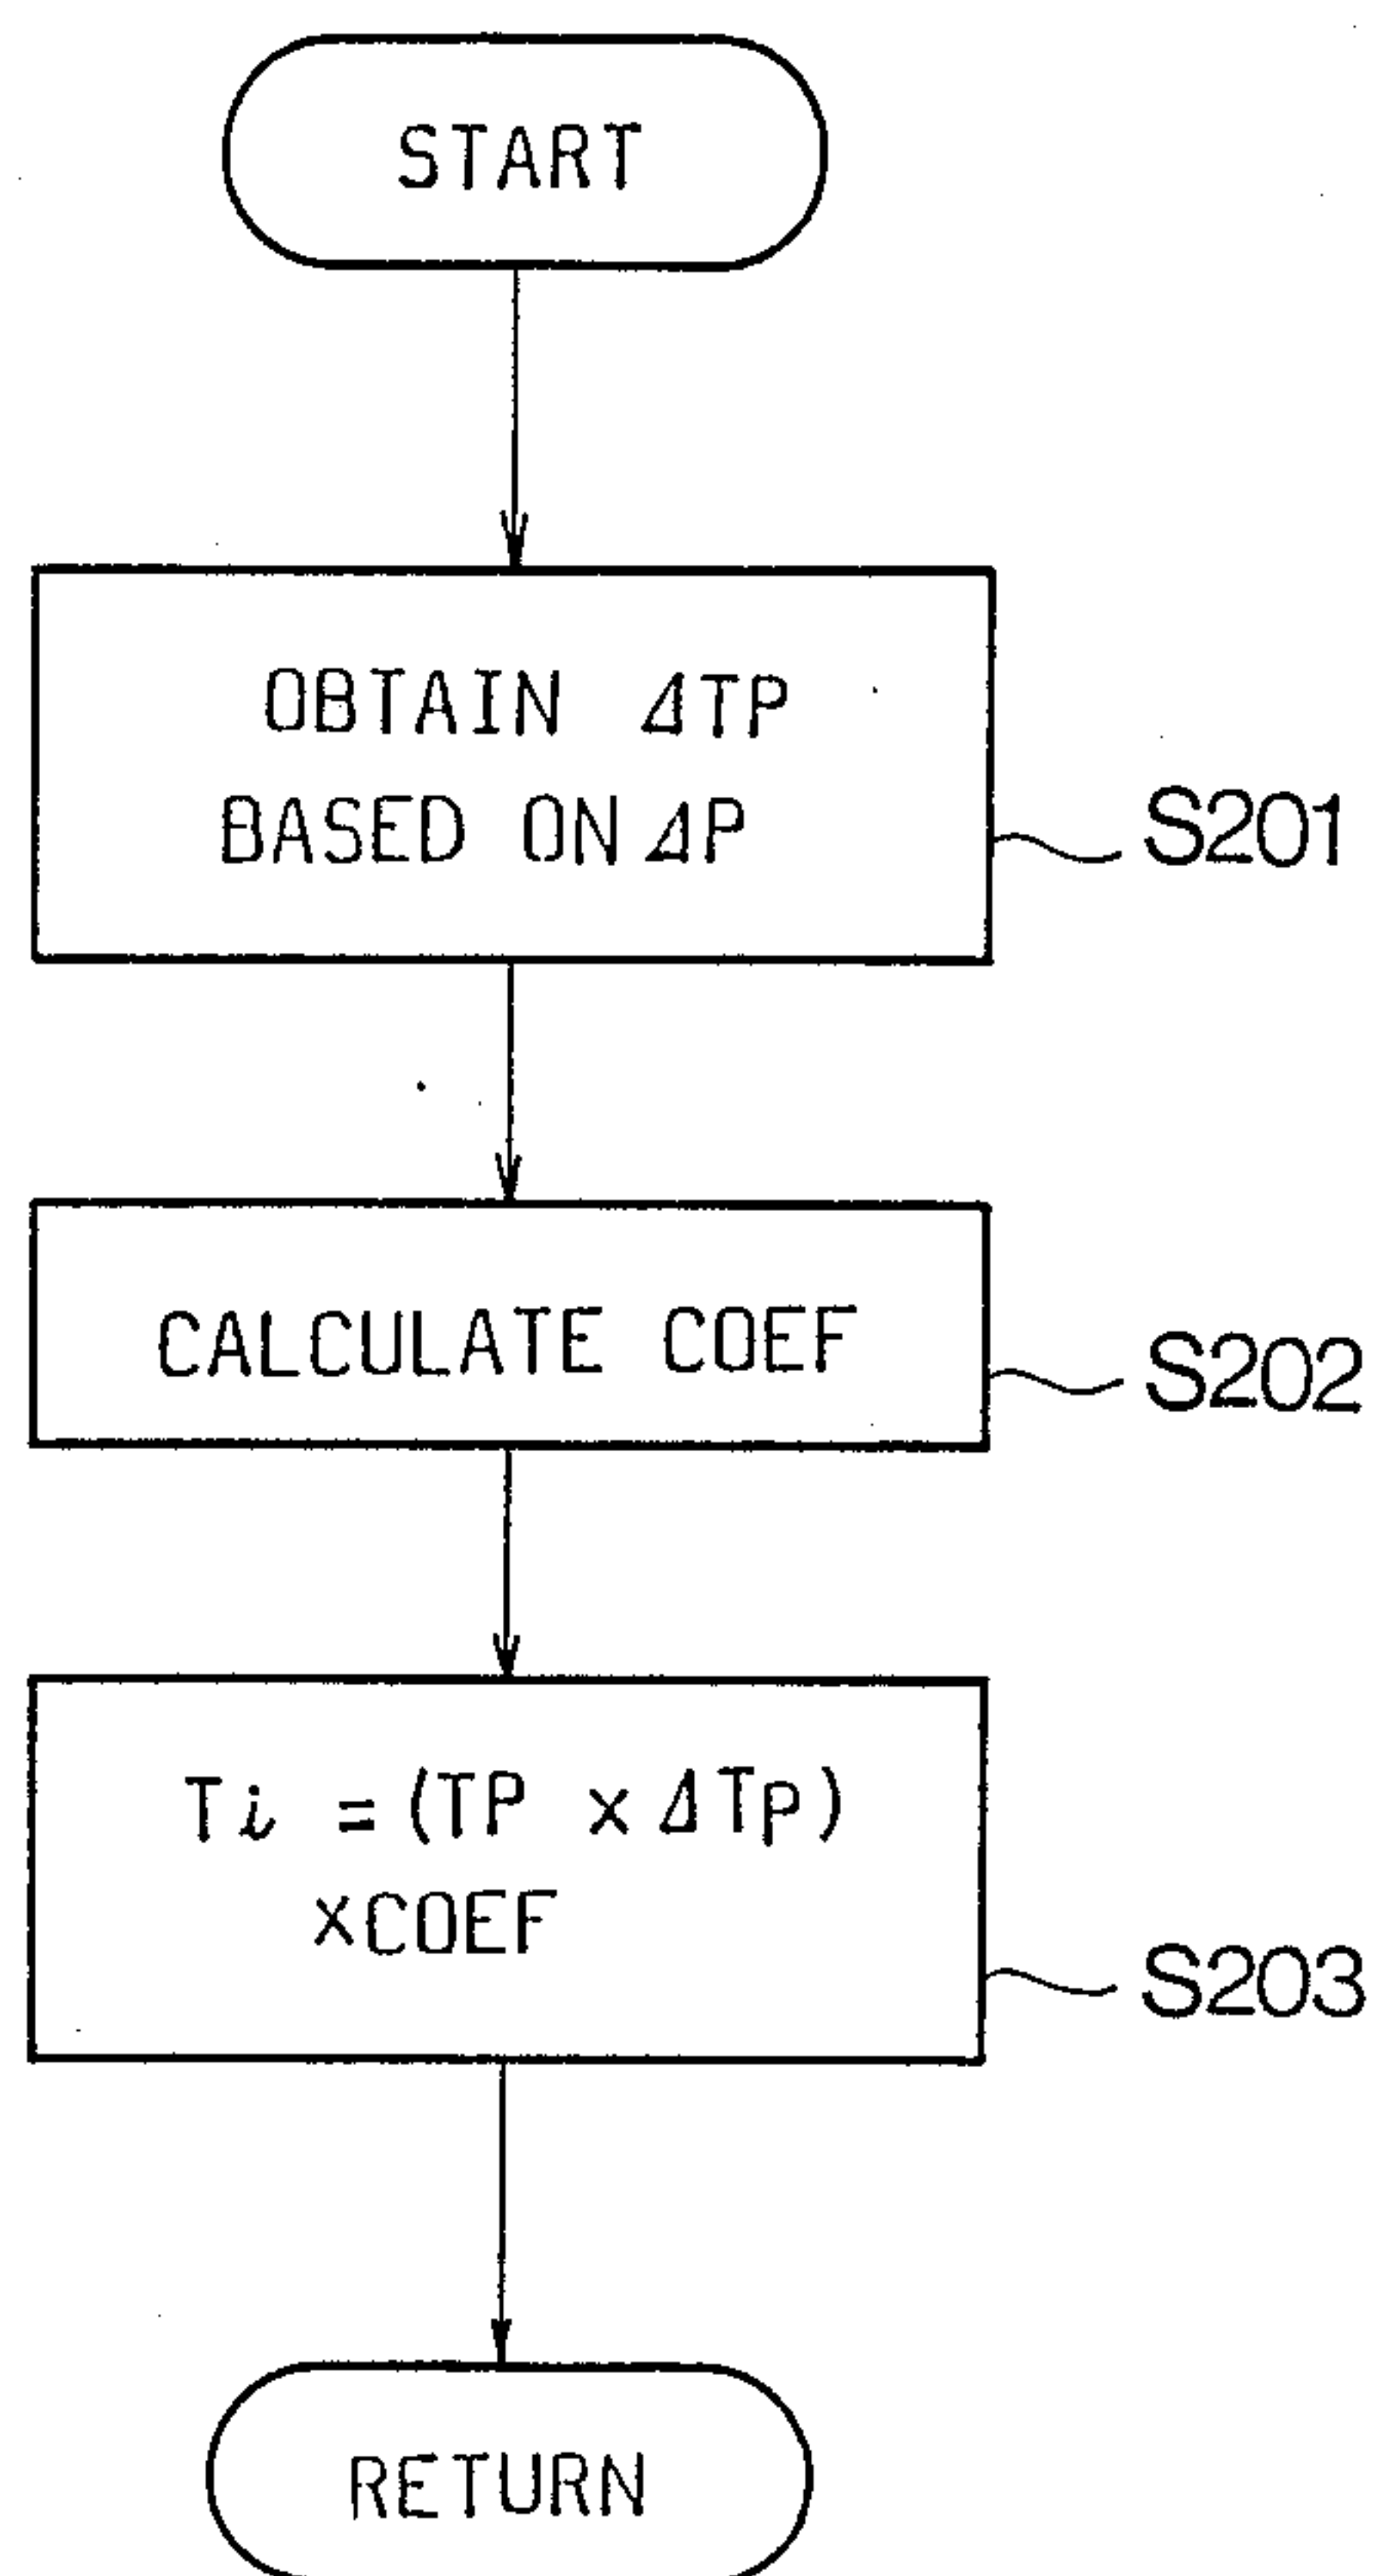 START
OBTAIN ΔTP
BASED ON ΔP
S201
CALCULATE COEF
S202
Ti = (TP × ΔTP)
×COEF
S203
RETURN